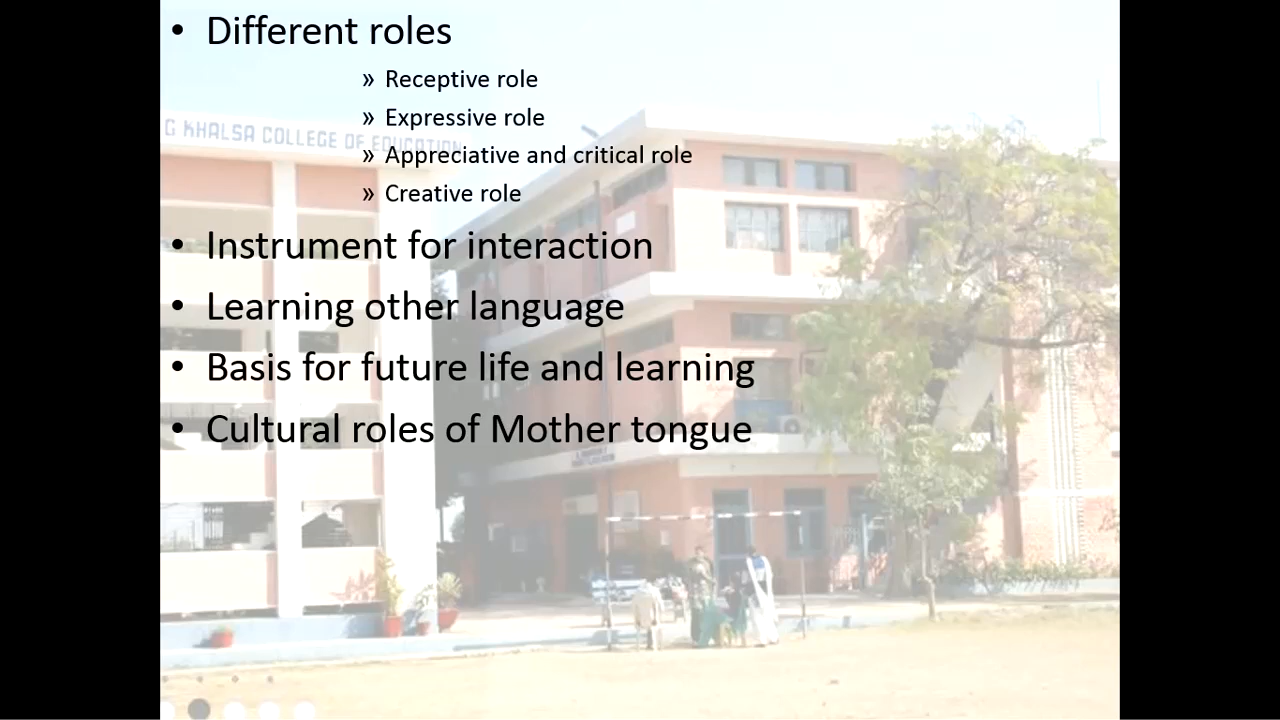 • Different roles
» Receptive role
G KHALSA COLLEGE OF EDUCATION
» Expressive role
» Appreciative and critical role
» Creative role
• Instrument for interaction
• Learning other language
• Basis for future life and learning
• Cultural roles of Mother tongue